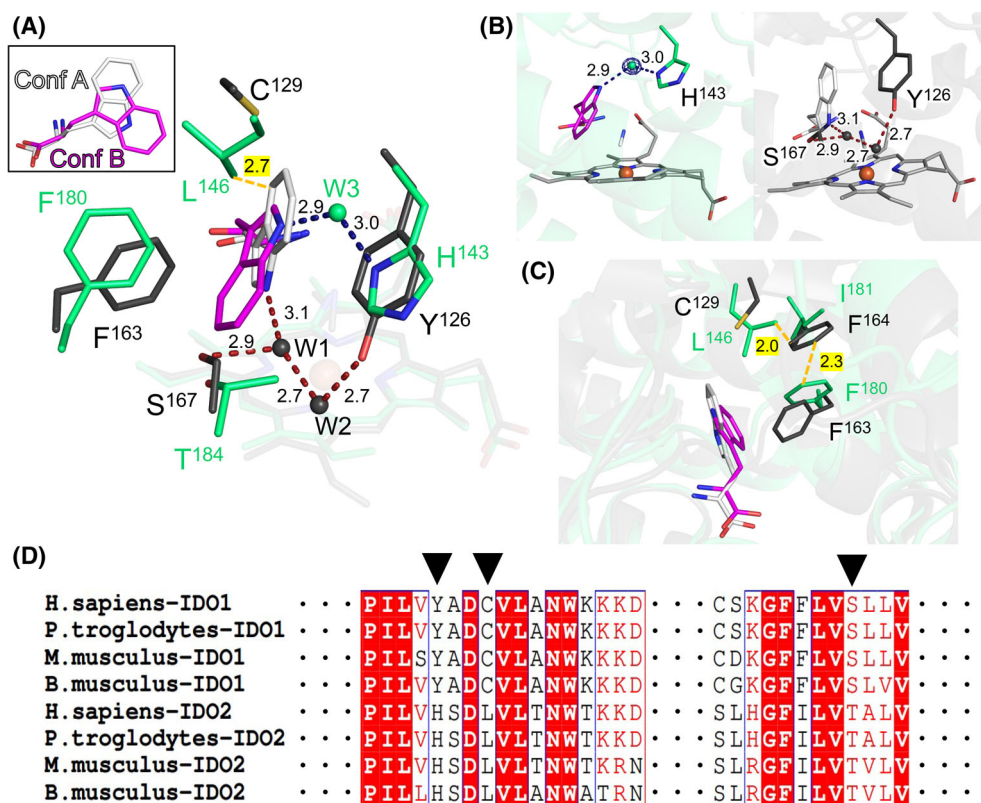 (A)
Conf A
Conf B
C129
2.7
L146
F180
2.9
W3
3.0
H143
F163
3.1
Y126
2.9
W1
S167
2.7
2.7
W2
T184
(B)
2.9
3.0
H143
Y126
3.1
S167
2.9
2.7
2.7
(C)
C129
I181
F164
L146
2.0
2.3
F180
F163
(D)
H.sapiens-IDO1 · · · PILVYADCVLANWKKKD · · · CSKGFFLVSLLV · · ·
P.troglodytes-IDO1 · · · PILVYADCVLANWKKKD · · · CSKGFFLVSLLV · · ·
M.musculus-IDO1 · · · PILSYADCVLANWKKKD · · · CDKGFFLVSLLV · · ·
B.musculus-IDO1 · · · PILVYADCVLANWKKKD · · · CGKGFFLVSLVV · · ·
H.sapiens-IDO2 · · · PILVHSDLVLTNWTKKD · · · SLHGFILVTALV · · ·
P.troglodytes-IDO2 · · · PILVHSDLVLTNWTKKD · · · SLHGFILVTALV · · ·
M.musculus-IDO2 · · · PILVHSDLVLTNWTKRN · · · SLRGFILVTVLV · · ·
B.musculus-IDO2 · · · PILLHSDLVLANWATRN · · · SLKGFILVTVLV · · ·